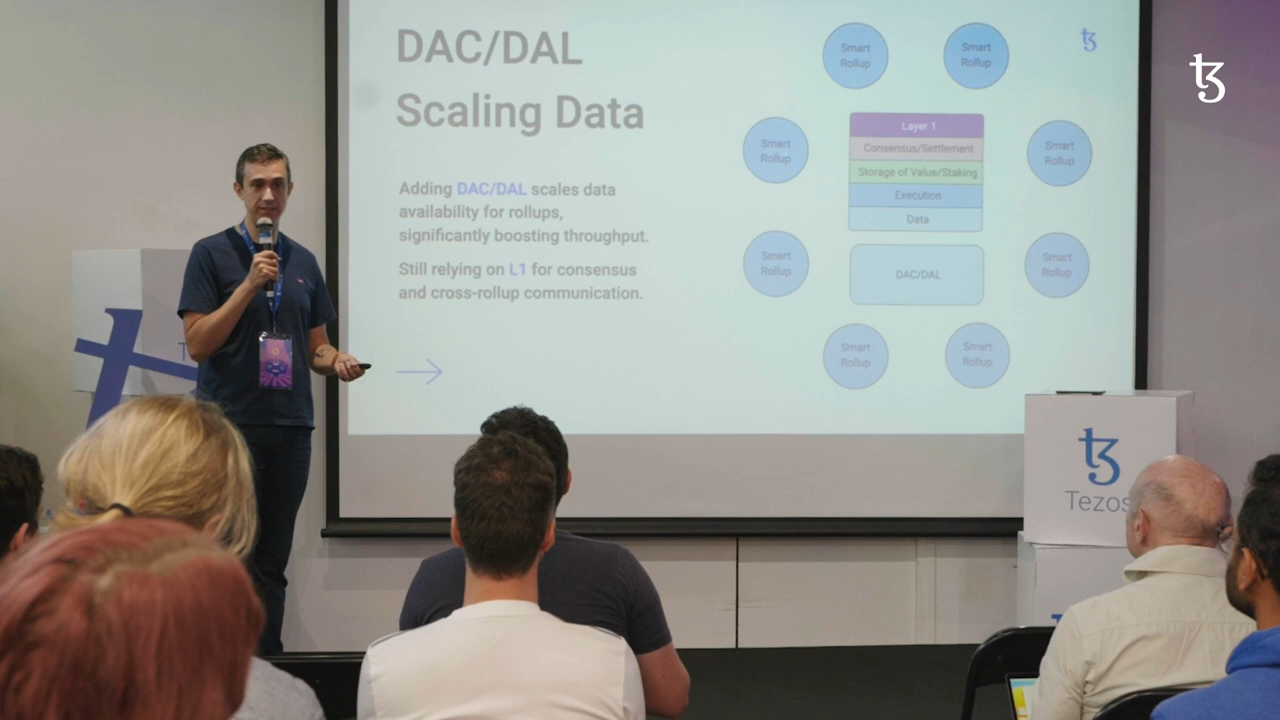 DAC/DAL
Scaling Data
Adding DAC/DAL scales data
availability for rollups,
significantly boosting throughput.
Still relying on L1 for consensus
and cross-rollup communication.
Smart
Rollup
Smart
Rollup
Smart
Rollup
Smart
Rollup
Layer 1
Consensus/Settlement
Storage of Value/Staking
Execution
Data
Smart
Rollup
Smart
Rollup
DAC/DAL
Smart
Rollup
Smart
Rollup
Tezos